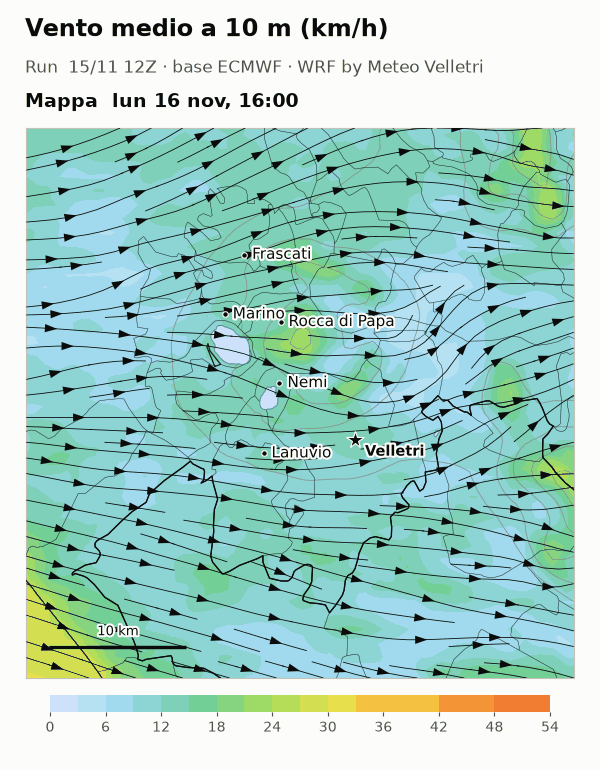 Vento medio a 10 m (km/h)
Run  15/11 12Z · base ECMWF · WRF by Meteo Velletri
Mappa  lun 16 nov, 16:00
Frascati
Marino
Rocca di Papa
Nemi
Velletri
Lanuvio
10 km
0 6 12 18 24 30 36 42 48 54